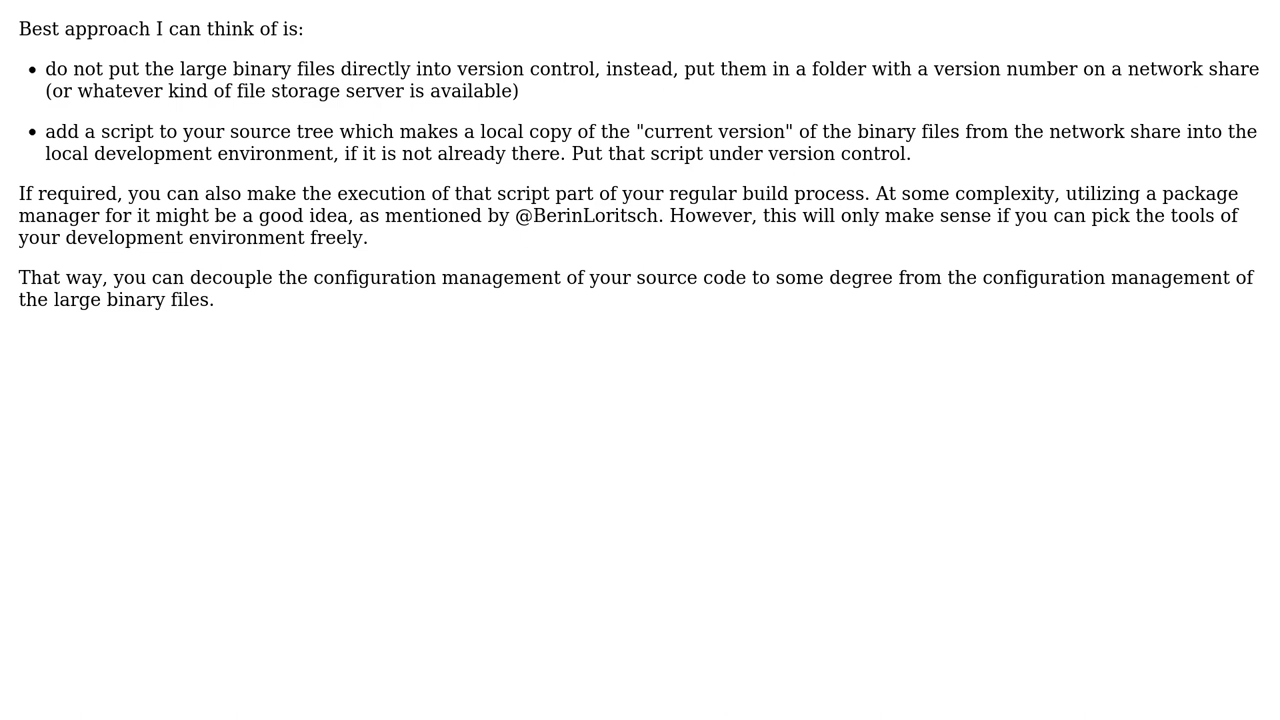 Best approach I can think of is:
• do not put the large binary files directly into version control, instead, put them in a folder with a version number on a network share
(or whatever kind of file storage server is available)
• add a script to your source tree which makes a local copy of the "current version" of the binary files from the network share into the
local development environment, if it is not already there. Put that script under version control.
If required, you can also make the execution of that script part of your regular build process. At some complexity, utilizing a package
manager for it might be a good idea, as mentioned by @BerinLoritsch. However, this will only make sense if you can pick the tools of
your development environment freely.
That way, you can decouple the configuration management of your source code to some degree from the configuration management of
the large binary files.